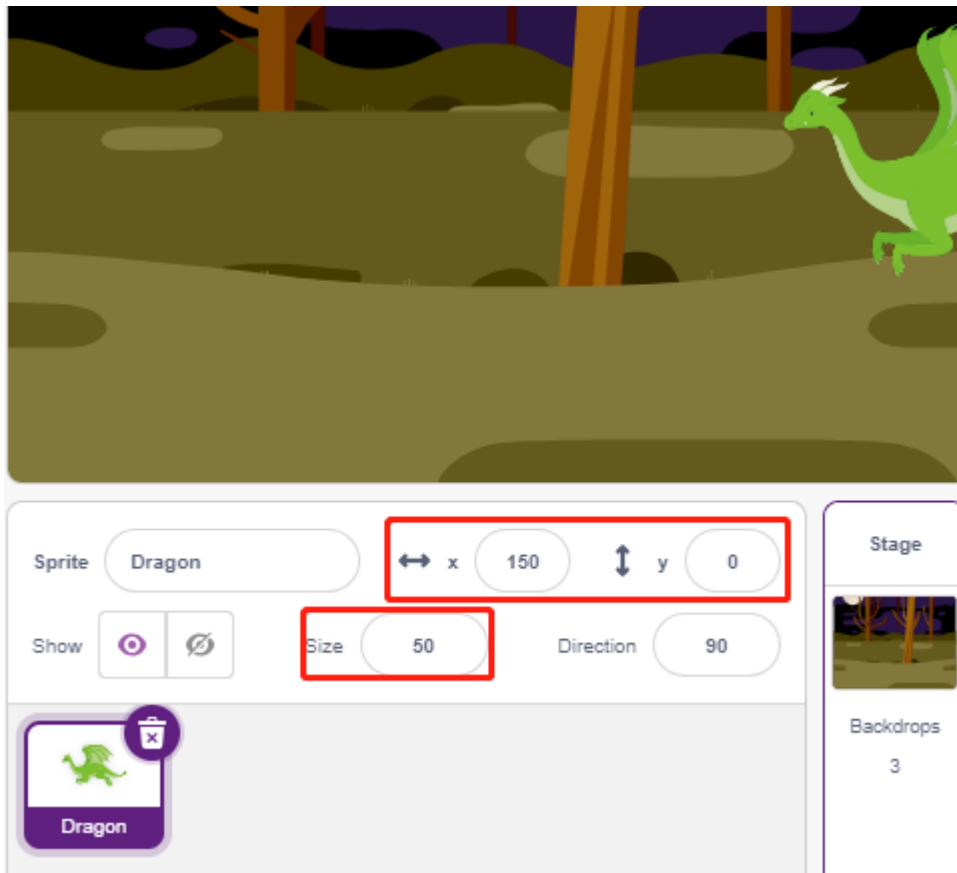 Sprite Dragon x 150 y 0
Show Size 50 Direction 90
Dragon
Stage
Backdrops
3